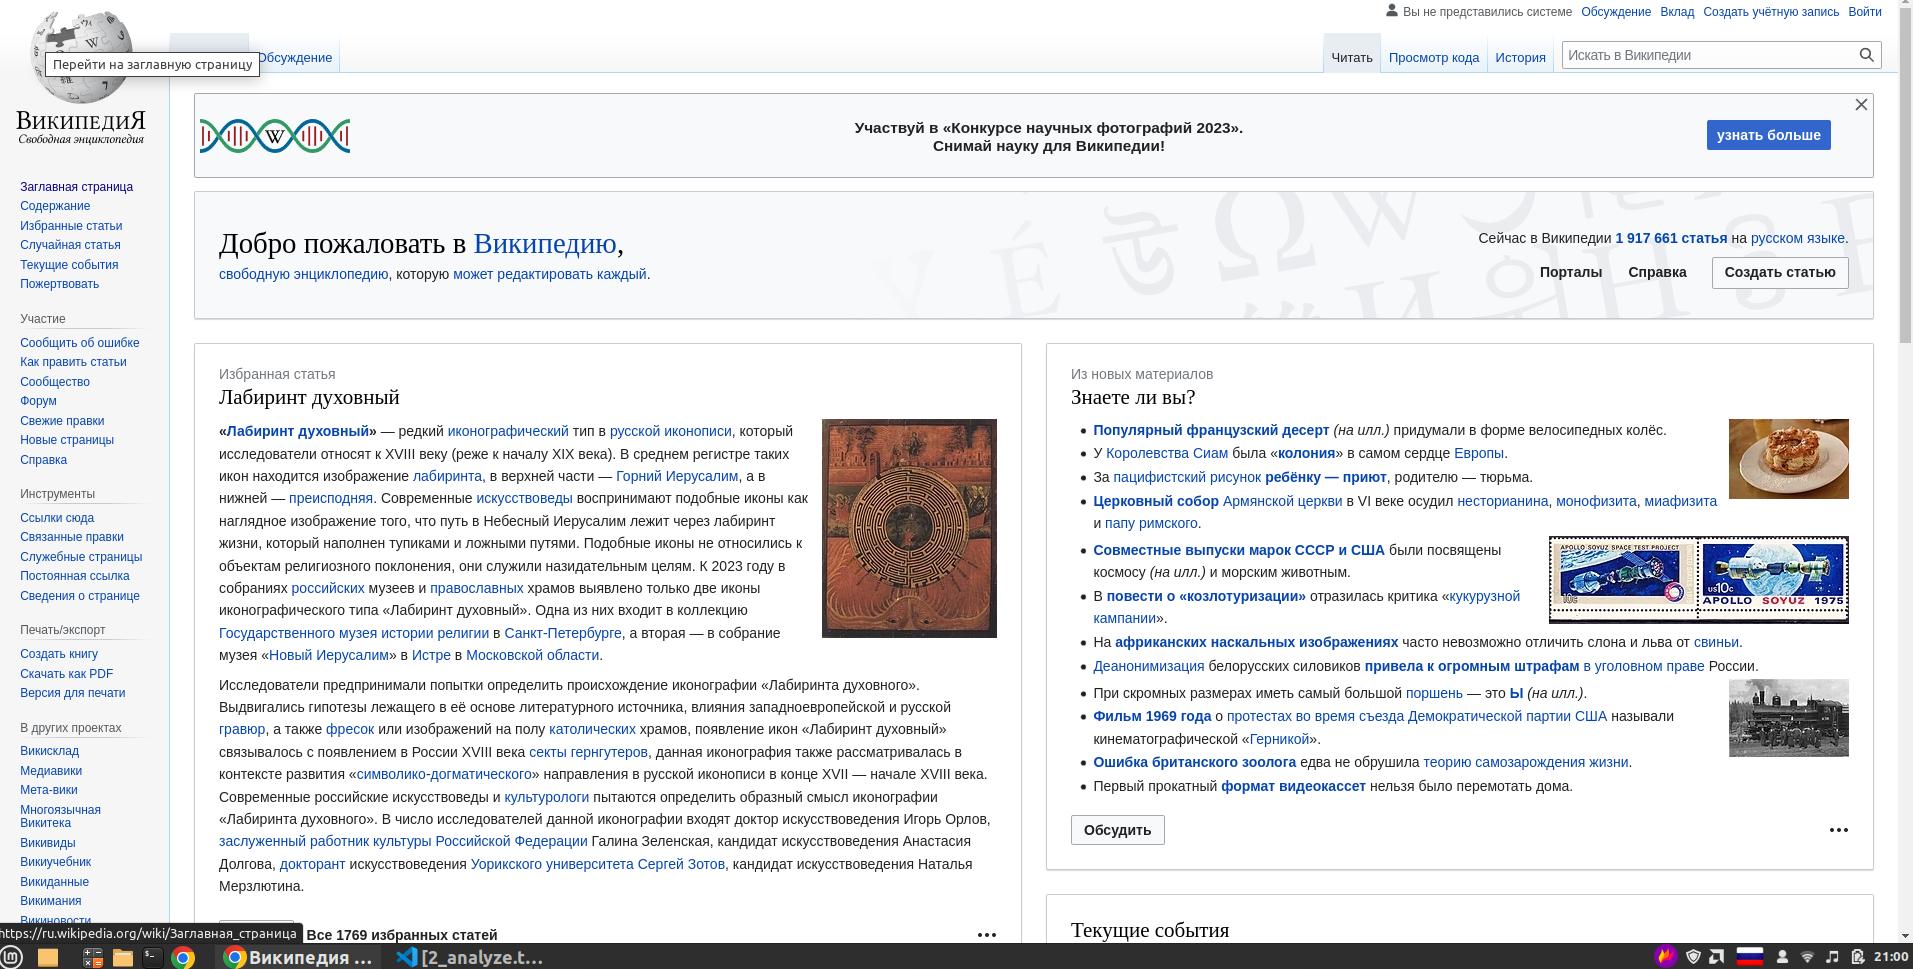 Вы не представились системе Обсуждение Вклад Создать учётную запись Войти
Перейти на заглавную страницу
Обсуждение
Читать Просмотр кода История Искать в Википедии
ВикипедиЯ
Свободная энциклопедия
Участвуй в «Конкурсе научных фотографий 2023».
Снимай науку для Википедии!
узнать больше
Заглавная страница
Содержание
Избранные статьи
Случайная статья
Текущие события
Пожертвовать
Участие
Сообщить об ошибке
Как править статьи
Сообщество
Форум
Свежие правки
Новые страницы
Справка
Инструменты
Ссылки сюда
Связанные правки
Служебные страницы
Постоянная ссылка
Сведения о странице
Печать/экспорт
Создать книгу
Скачать как PDF
Версия для печати
В других проектах
Викисклад
Медиавики
Мета-вики
Многоязычная
Викитека
Викивиды
Викиучебник
Викиданные
Викимания
Викиновости
Добро пожаловать в Википедию,
свободную энциклопедию, которую может редактировать каждый.
Сейчас в Википедии 1 917 661 статья на русском языке.
Порталы Справка Создать статью
Избранная статья
Лабиринт духовный
«Лабиринт духовный» — редкий иконографический тип в русской иконописи, который
исследователи относят к XVIII веку (реже к началу XIX века). В среднем регистре таких
икон находится изображение лабиринта, в верхней части — Горний Иерусалим, а в
нижней — преисподняя. Современные искусствоведы воспринимают подобные иконы как
наглядное изображение того, что путь в Небесный Иерусалим лежит через лабиринт
жизни, который наполнен тупиками и ложными путями. Подобные иконы не относились к
объектам религиозного поклонения, они служили назидательным целям. К 2023 году в
собраниях российских музеев и православных храмов выявлено только две иконы
иконографического типа «Лабиринт духовный». Одна из них входит в коллекцию
Государственного музея истории религии в Санкт-Петербурге, а вторая — в собрание
музея «Новый Иерусалим» в Истре в Московской области.
Исследователи предпринимали попытки определить происхождение иконографии «Лабиринта духовного».
Выдвигались гипотезы лежащего в её основе литературного источника, влияния западноевропейской и русской
гравюр, а также фресок или изображений на полу католических храмов, появление икон «Лабиринт духовный»
связывалось с появлением в России XVIII века секты гернгутеров, данная иконография также рассматривалась в
контексте развития «символико-догматического» направления в русской иконописи в конце XVII — начале XVIII века.
Современные российские искусствоведы и культурологи пытаются определить образный смысл иконографии
«Лабиринта духовного». В число исследователей данной иконографии входят доктор искусствоведения Игорь Орлов,
заслуженный работник культуры Российской Федерации Галина Зеленская, кандидат искусствоведения Анастасия
Долгова, докторант искусствоведения Уорикского университета Сергей Зотов, кандидат искусствоведения Наталья
Мерзлютина.
Все 1769 избранных статей
Из новых материалов
Знаете ли вы?
Популярный французский десерт (на илл.) придумали в форме велосипедных колёс.
У Королевства Сиам была «колония» в самом сердце Европы.
За пацифистский рисунок ребёнку — приют, родителю — тюрьма.
Церковный собор Армянской церкви в VI веке осудил несторианина, монофизита, миафизита
и папу римского.
Совместные выпуски марок СССР и США были посвящены
космосу (на илл.) и морским животным.
APOLLO SOYUZ SPACE TEST PROJECT
10c
US10c
APOLLO SOYUZ 1975
В повести о «козлотуризации» отразилась критика «кукурузной
кампании».
На африканских наскальных изображениях часто невозможно отличить слона и льва от свиньи.
Деанонимизация белорусских силовиков привела к огромным штрафам в уголовном праве России.
При скромных размерах иметь самый большой поршень — это Ы (на илл.).
Фильм 1969 года о протестах во время съезда Демократической партии США называли
кинематографической «Герникой».
Ошибка британского зоолога едва не обрушила теорию самозарождения жизни.
Первый прокатный формат видеокассет нельзя было перемотать дома.
Обсудить
Текущие события
https://ru.wikipedia.org/wiki/Заглавная_страница
Википедия ... [2_analyze.t... 21:00